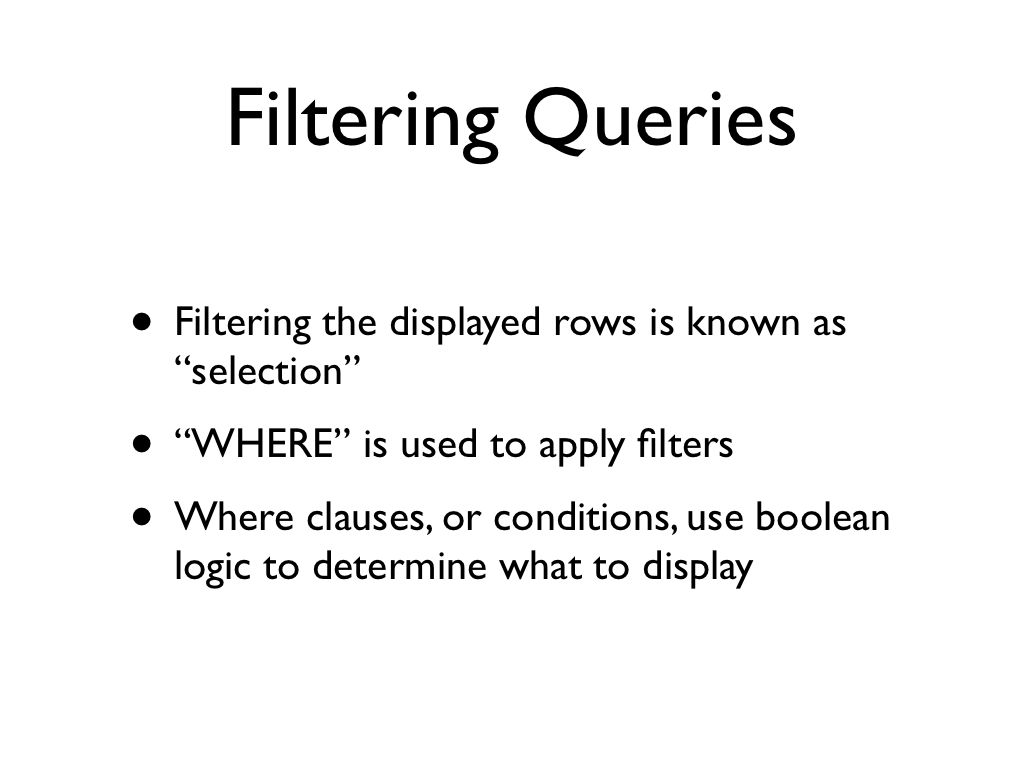 Filtering Queries
• Filtering the displayed rows is known as
“selection”
• “WHERE” is used to apply filters
• Where clauses, or conditions, use boolean
logic to determine what to display